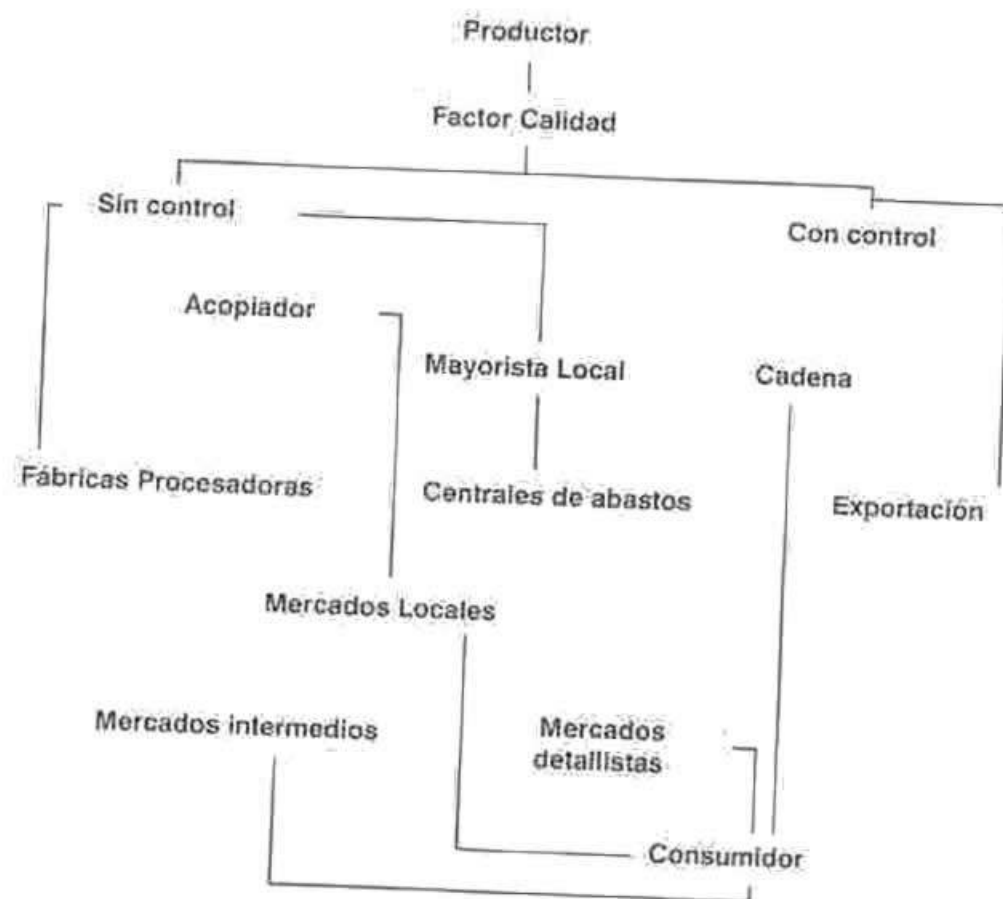 Productor
Factor Calidad
Sin control
Con control
Acopiador
Mayorista Local
Cadena
Fábricas Procesadoras
Centrales de abastos
Exportación
Mercados Locales
Mercados intermedios
Mercados
detallistas
Consumidor